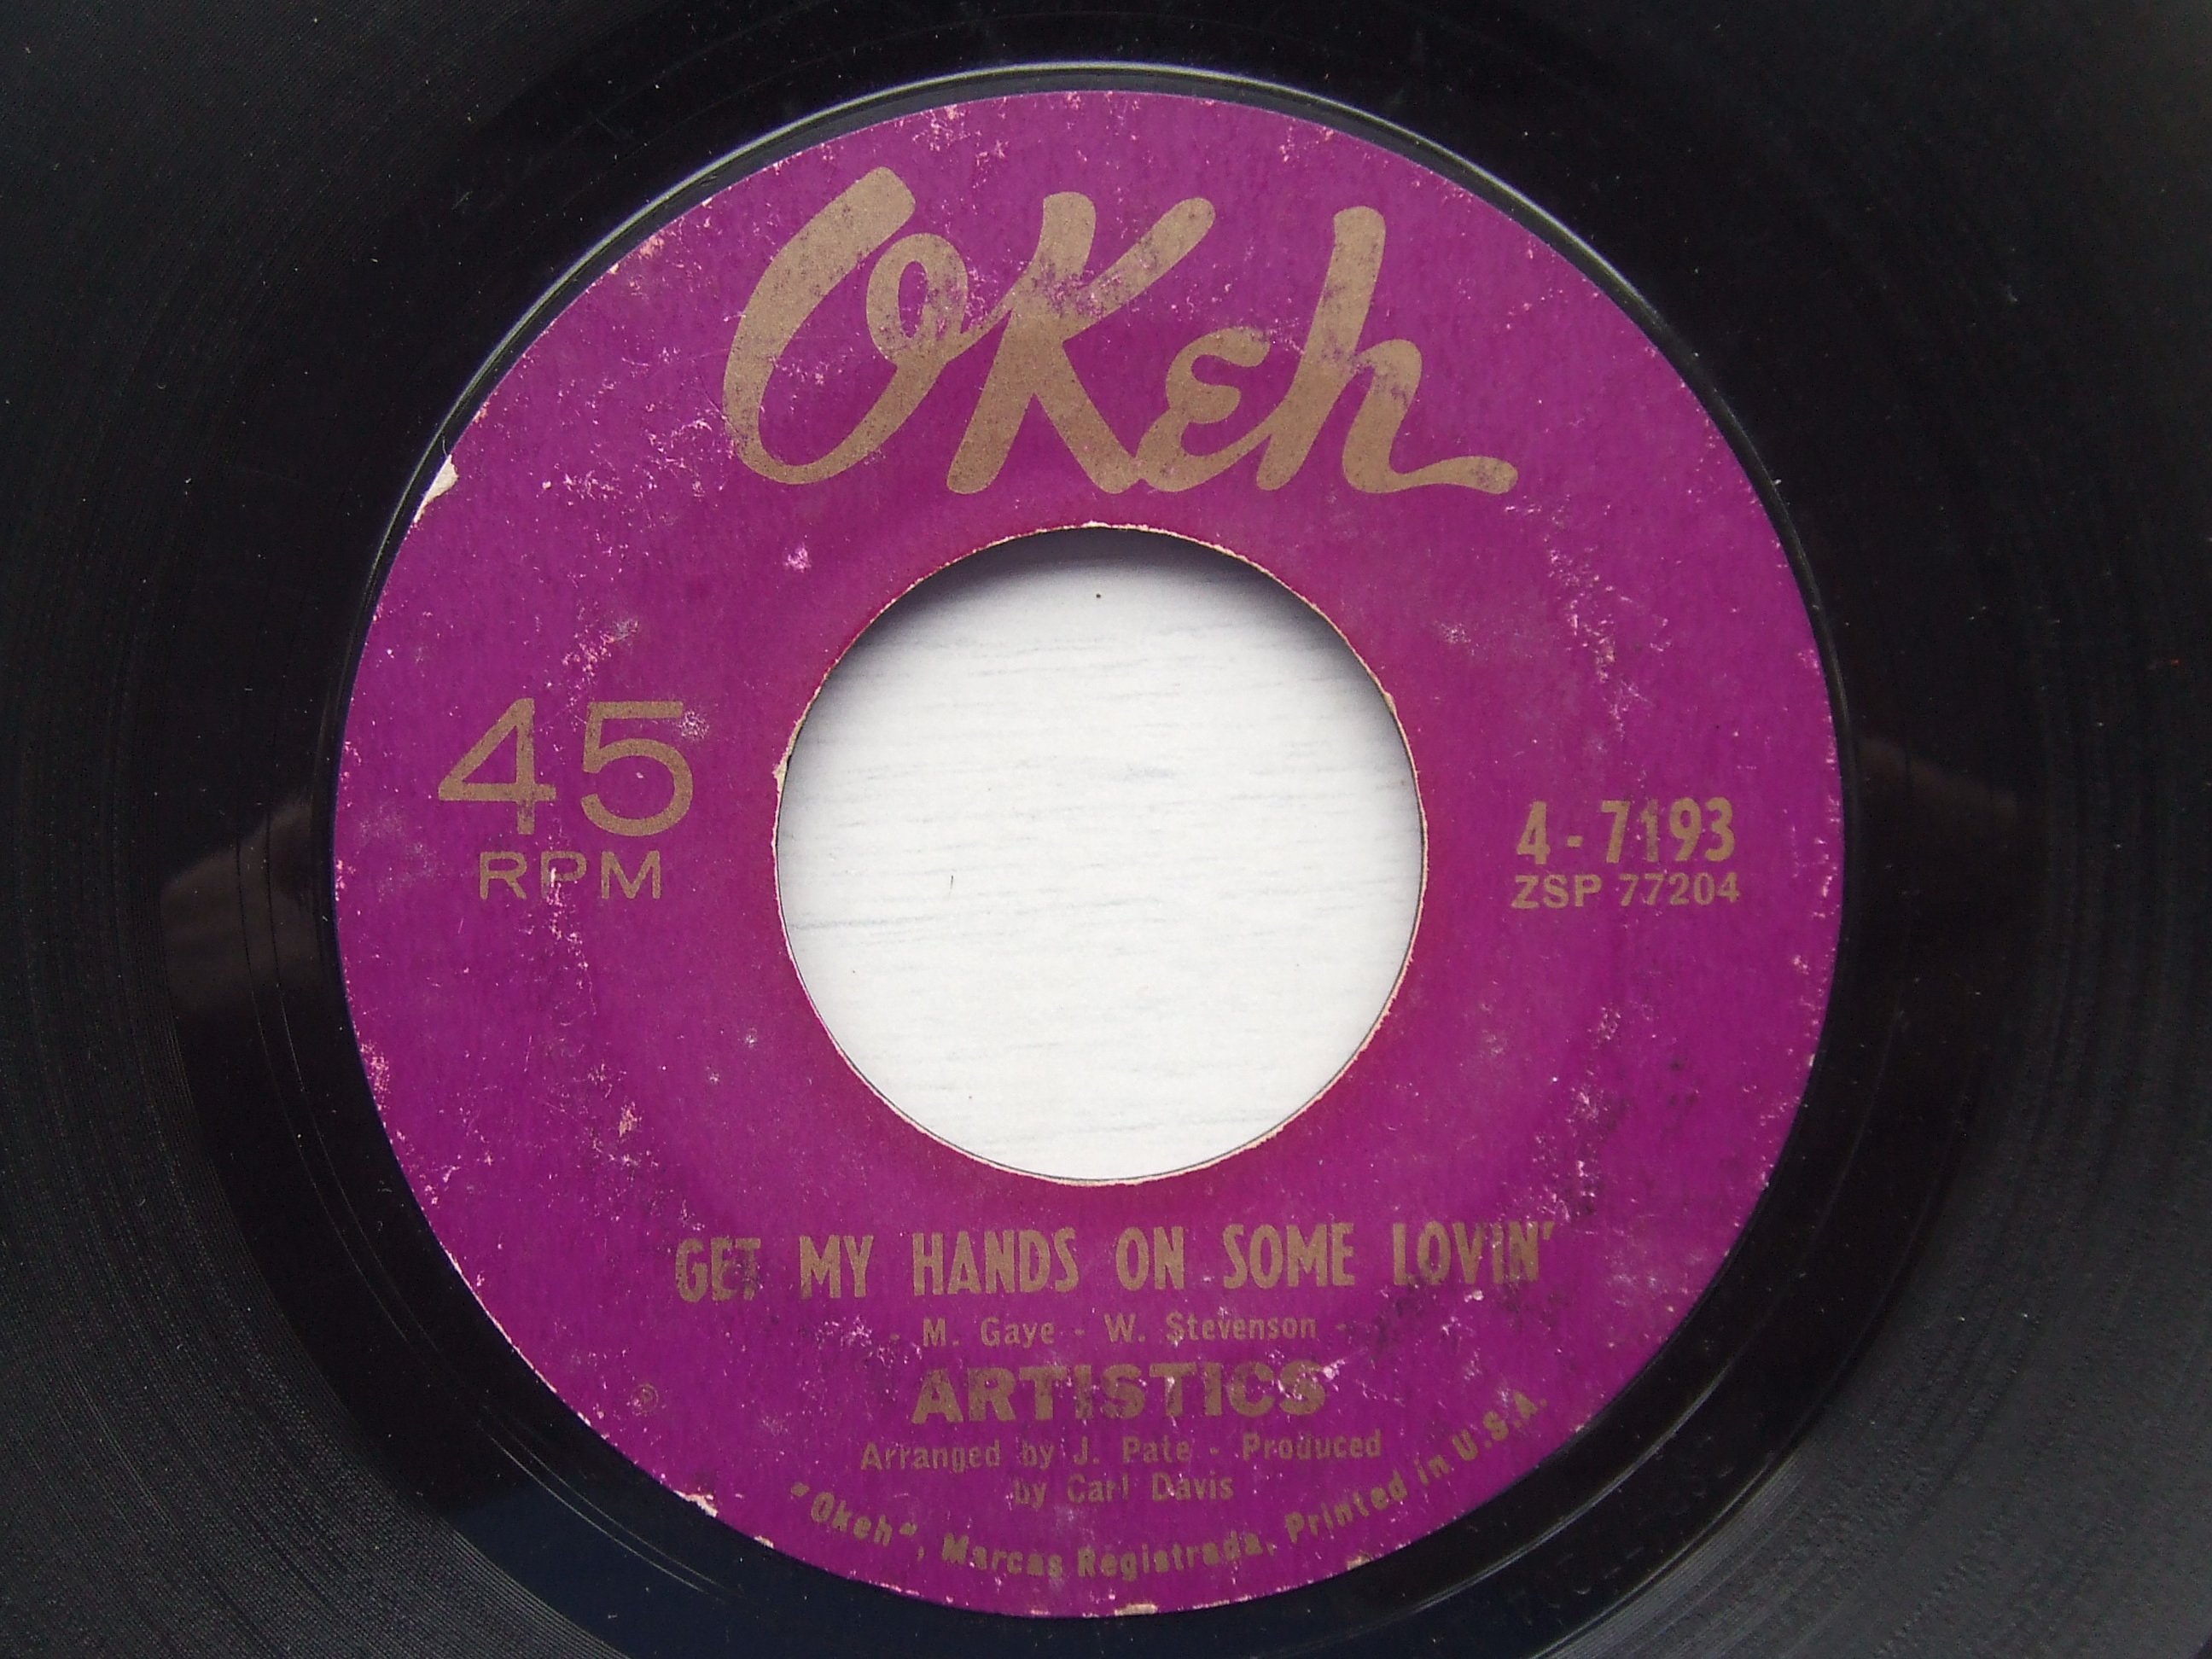 OKeh
45
RPM
4-7193
ZSP 77204
GET MY HANDS ON SOME LOVIN'
- M. Gaye - W. Stevenson -
ARTISTICS
Arranged by J. Pate - Produced
by Carl Davis
℗
"Okeh", Marcas Registrada. Printed in U.S.A.